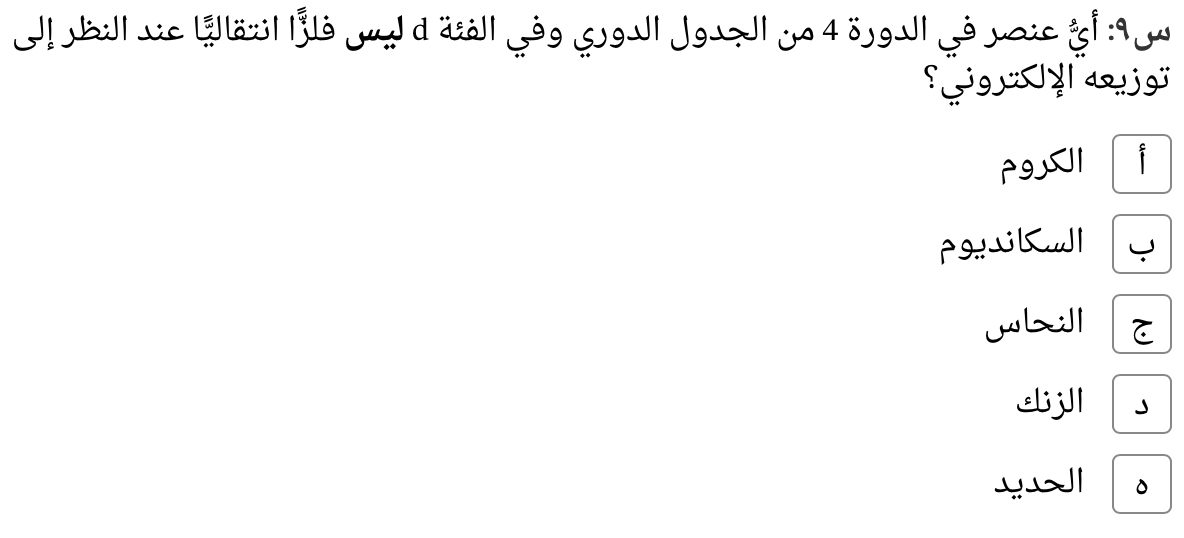 س٩: أيُّ عنصر في الدورة 4 من الجدول الدوري وفي الفئة d ليس فلزًّا انتقاليًّا عند النظر إلى
توزيعه الإلكتروني؟
أ الكروم
ب السكانديوم
ج النحاس
د الزنك
ه الحديد